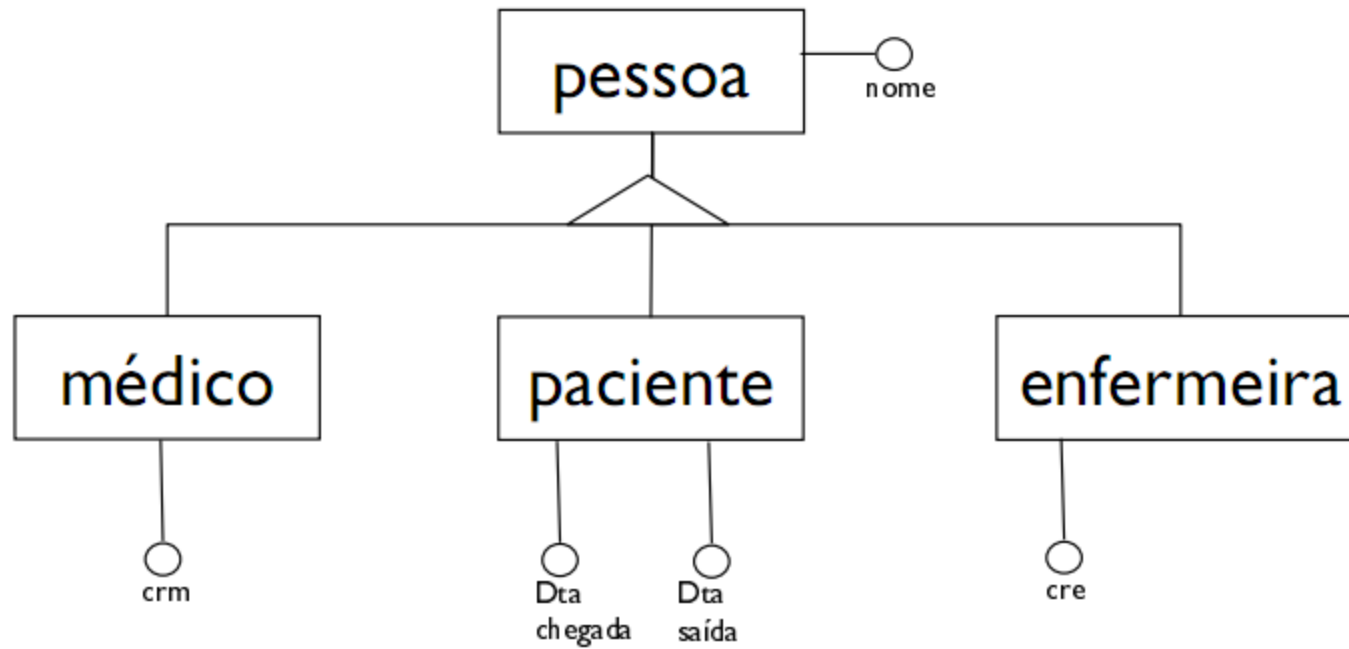 pessoa
nome
médico
paciente
enfermeira
crm
Dta
chegada
Dta
saída
cre